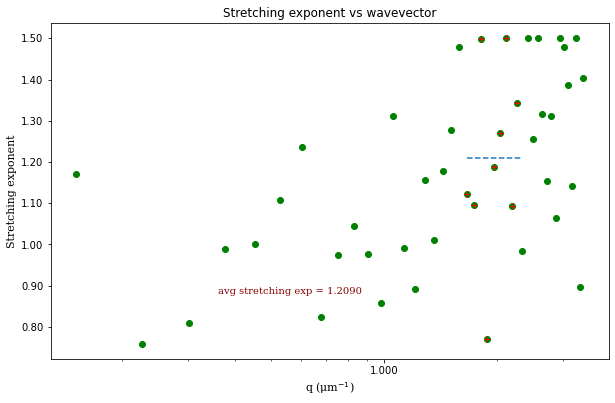 Stretching exponent vs wavevector
1.50
1.40
1.30
1.20
1.10
1.00
0.90
0.80
Stretching exponent
avg stretching exp = 1.2090
1.000
q (μm⁻¹)